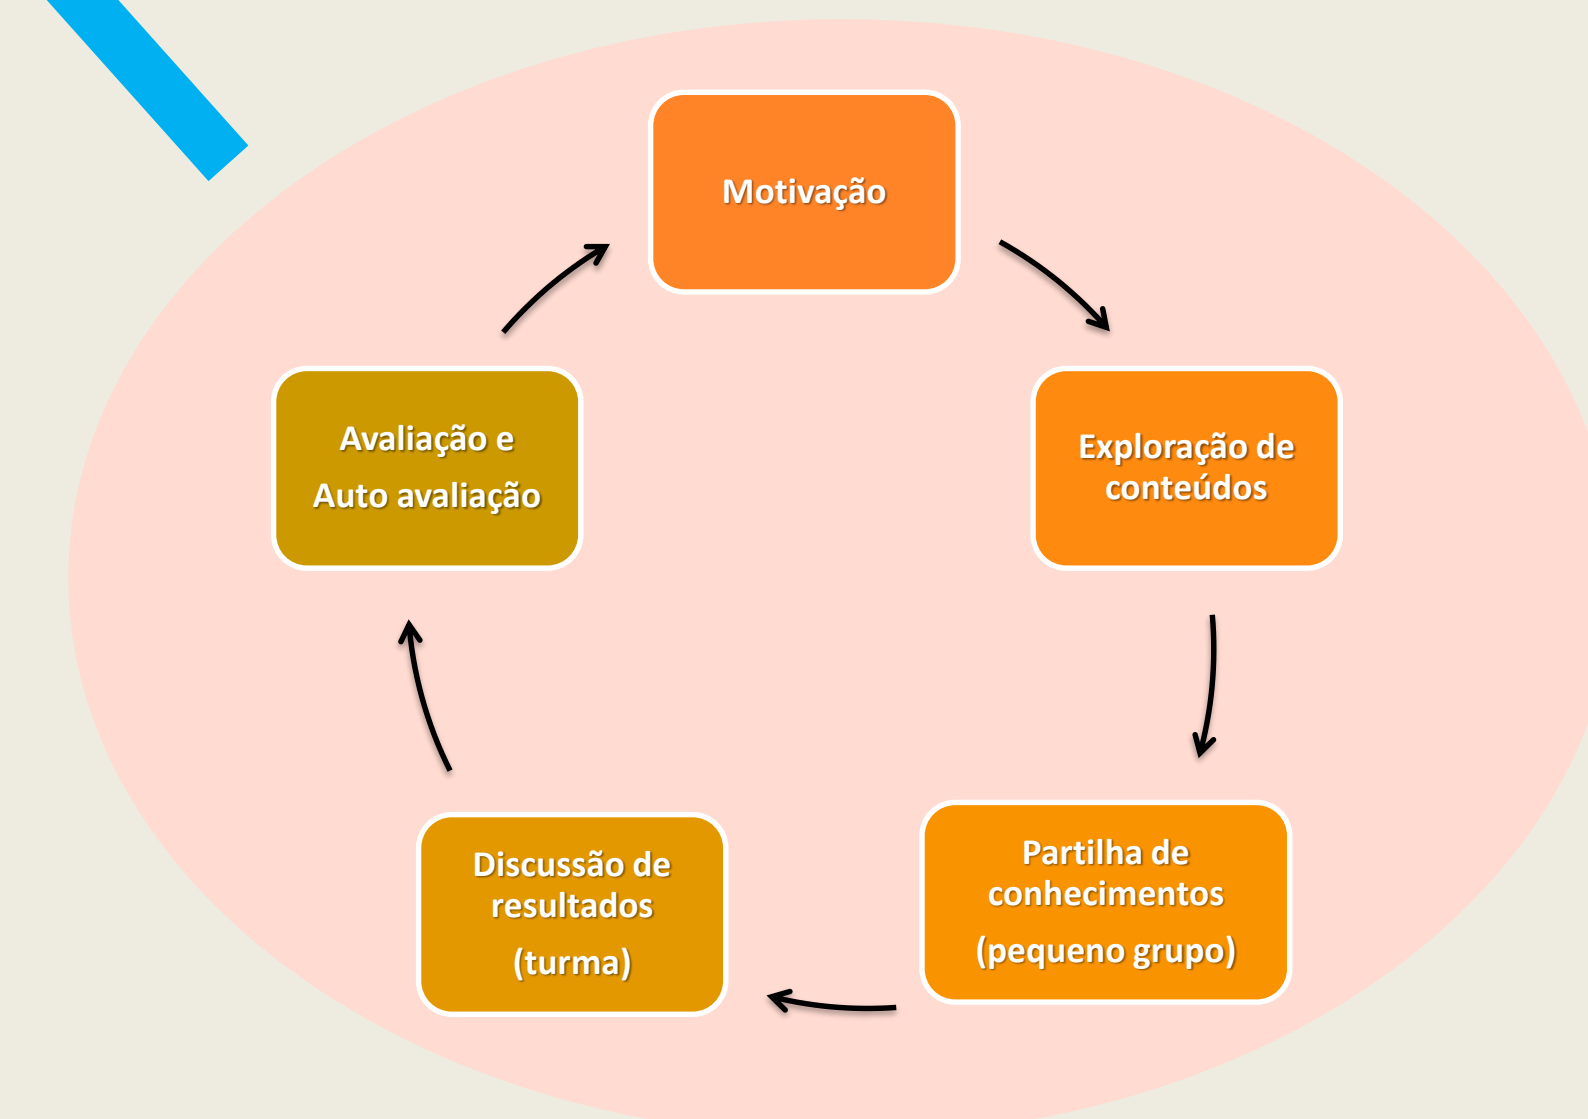 Motivação
Exploração de
conteúdos
Partilha de
conhecimentos
(pequeno grupo)
Discussão de
resultados
(turma)
Avaliação e
Auto avaliação